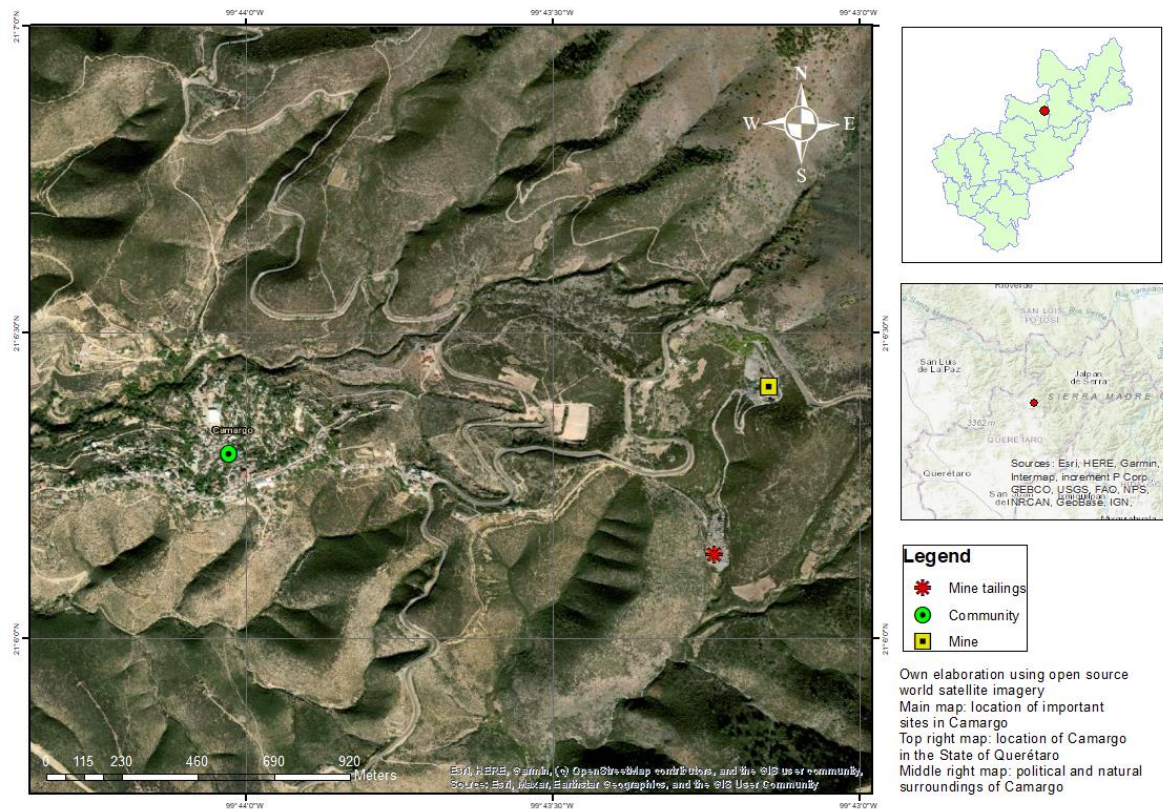 99°44'0"W 99°43'30"W 99°43'0"W
21°7'0"N
21°6'30"N
21°6'0"N
N
W E
S
Camargo
0 115 230 460 690 920
Meters
Esri, HERE, Garmin, (c) OpenStreetMap contributors, and the GIS user community,
Sources: Esri, Maxar, Earthstar Geographics, and the GIS User Community
99°44'0"W 99°43'30"W 99°43'0"W
21°7'0"N
21°6'30"N
21°6'0"N
Rioverde
SAN LUIS
POTOSI
Rio Verde
San Luis
de La Paz
Jalpan
de Serra
SIERRA MADRE
3302 m
QUERÉTARO
Querétaro
Sources: Esri, HERE, Garmin,
Intermap, increment P Corp.,
GEBCO, USGS, FAO, NPS,
NRCAN, GeoBase, IGN,
Legend
Mine tailings
Community
Mine
Own elaboration using open source
world satellite imagery
Main map: location of important
sites in Camargo
Top right map: location of Camargo
in the State of Querétaro
Middle right map: political and natural
surroundings of Camargo